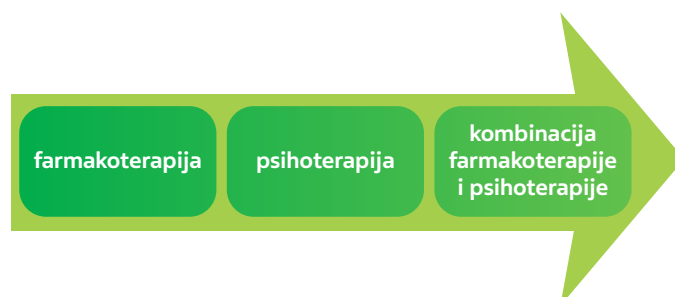 farmakoterapija
psihoterapija
kombinacija
farmakoterapije
i psihoterapije